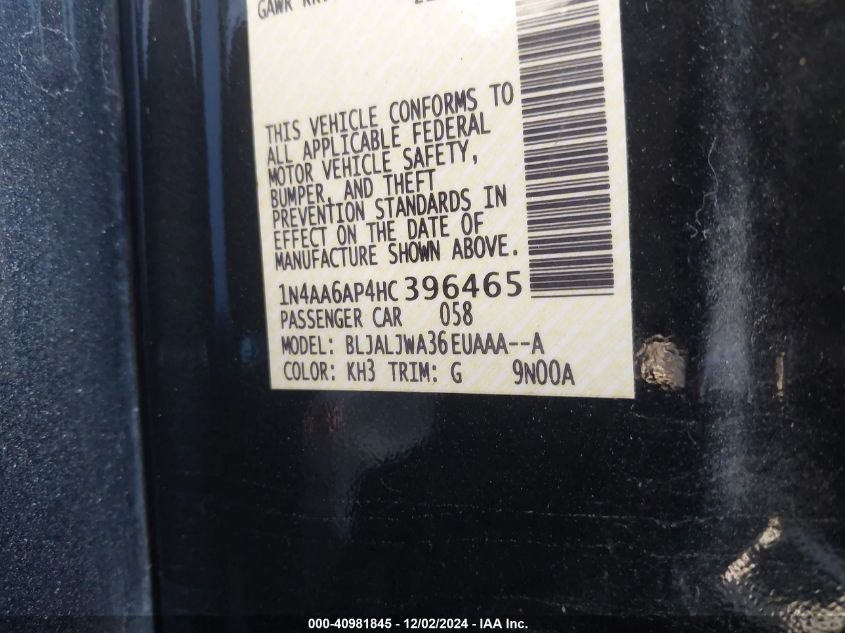 GAWR RR
THIS VEHICLE CONFORMS TO
ALL APPLICABLE FEDERAL
MOTOR VEHICLE SAFETY,
BUMPER, AND THEFT
PREVENTION STANDARDS IN
EFFECT ON THE DATE OF
MANUFACTURE SHOWN ABOVE.
1N4AA6AP4HC396465
PASSENGER CAR 058
MODEL: BLJALJWA36EUAAA--A
COLOR: KH3 TRIM: G 9N00A
000-40981845 - 12/02/2024 - IAA Inc.